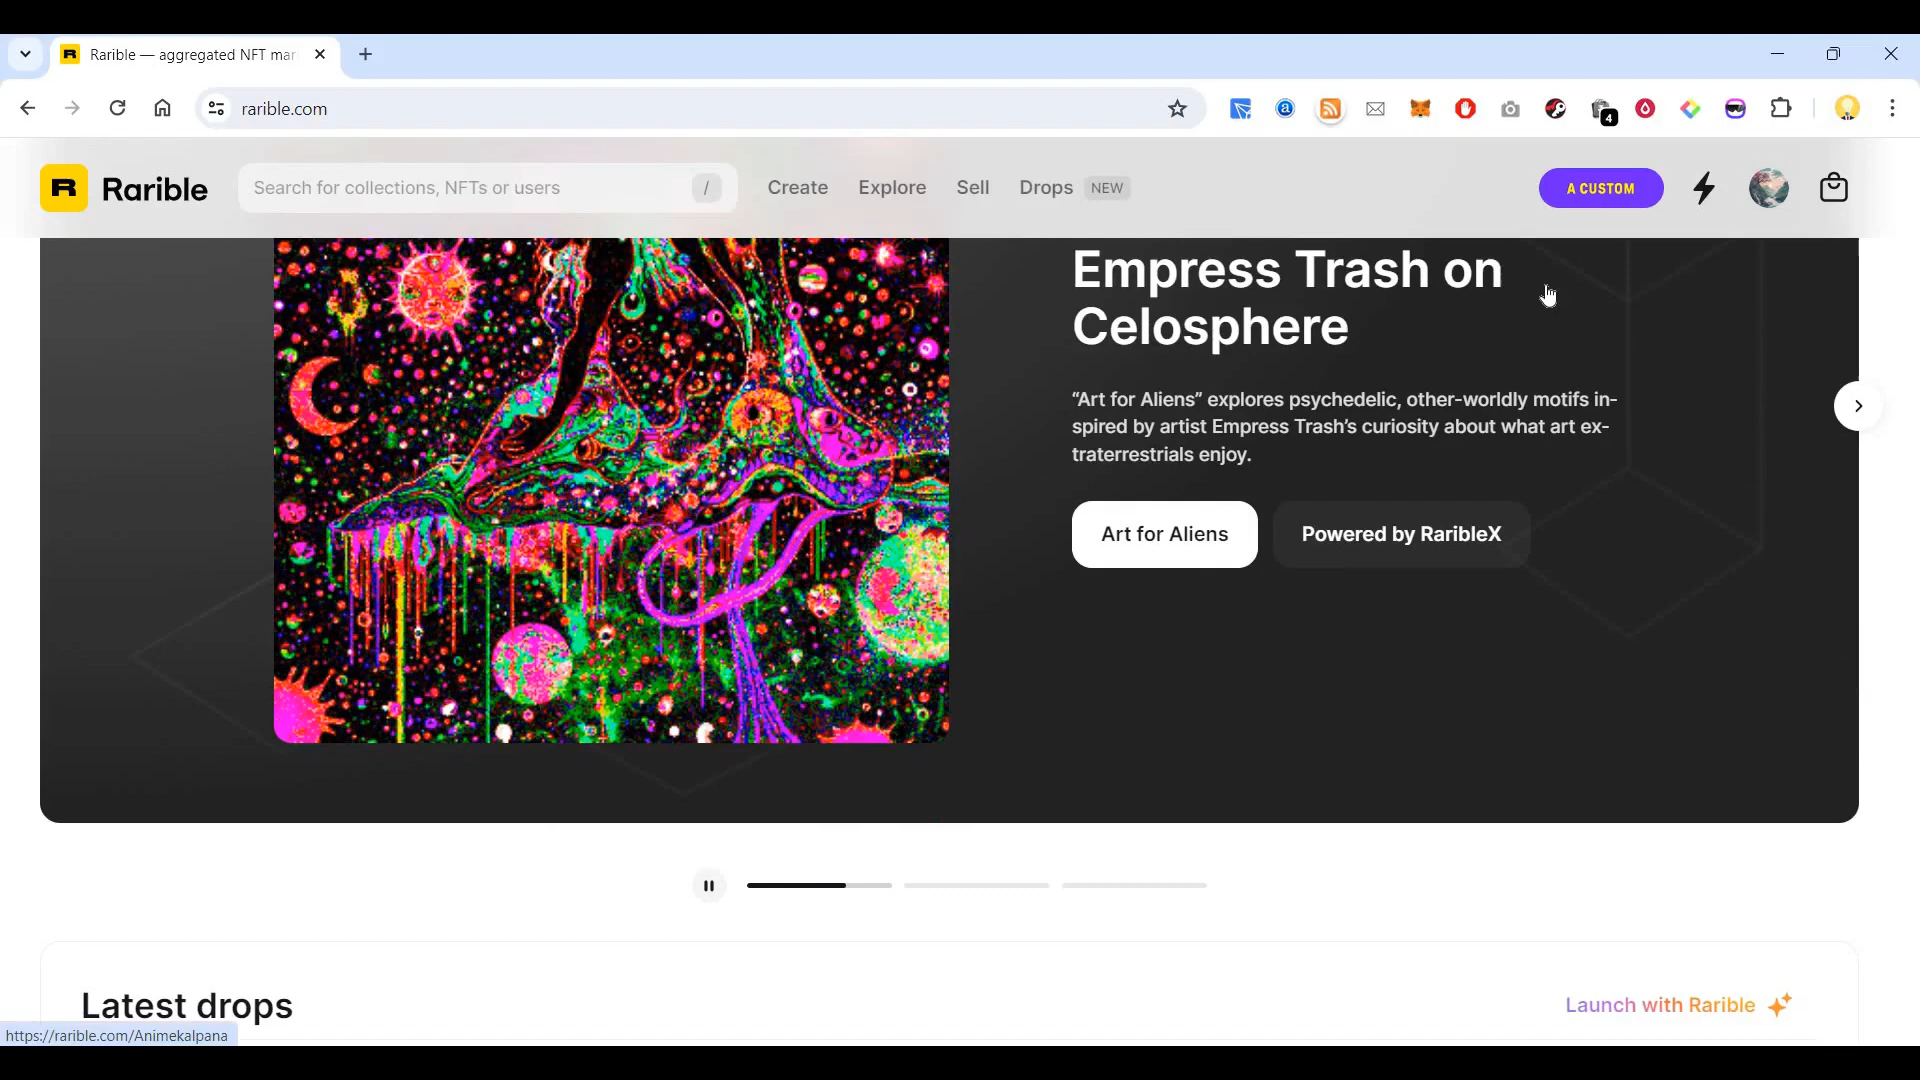 Rarible — aggregated NFT mar
rarible.com
4
R Rarible
Search for collections, NFTs or users
/
Create
Explore
Sell
Drops NEW
A CUSTOM
Empress Trash on
Celosphere
“Art for Aliens” explores psychedelic, other-worldly motifs in-
spired by artist Empress Trash’s curiosity about what art ex-
traterrestrials enjoy.
Art for Aliens
Powered by RaribleX
Latest drops
Launch with Rarible
https://rarible.com/Animekalpana